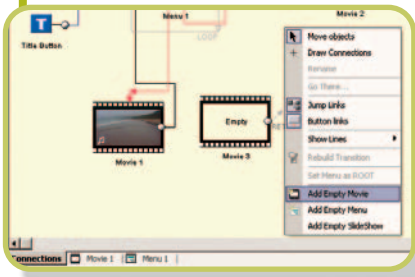 Menu 1
Movie 2
T
Title Button
LOOP
Movie 1
Empty
Movie 3
Move objects
Draw Connections
Rename
Go There...
Jump Links
Button links
Show Lines
Rebuild Transition
Set Menu as ROOT
Add Empty Movie
Add Empty Menu
Add Empty SlideShow
onnections
Movie 1
Menu 1